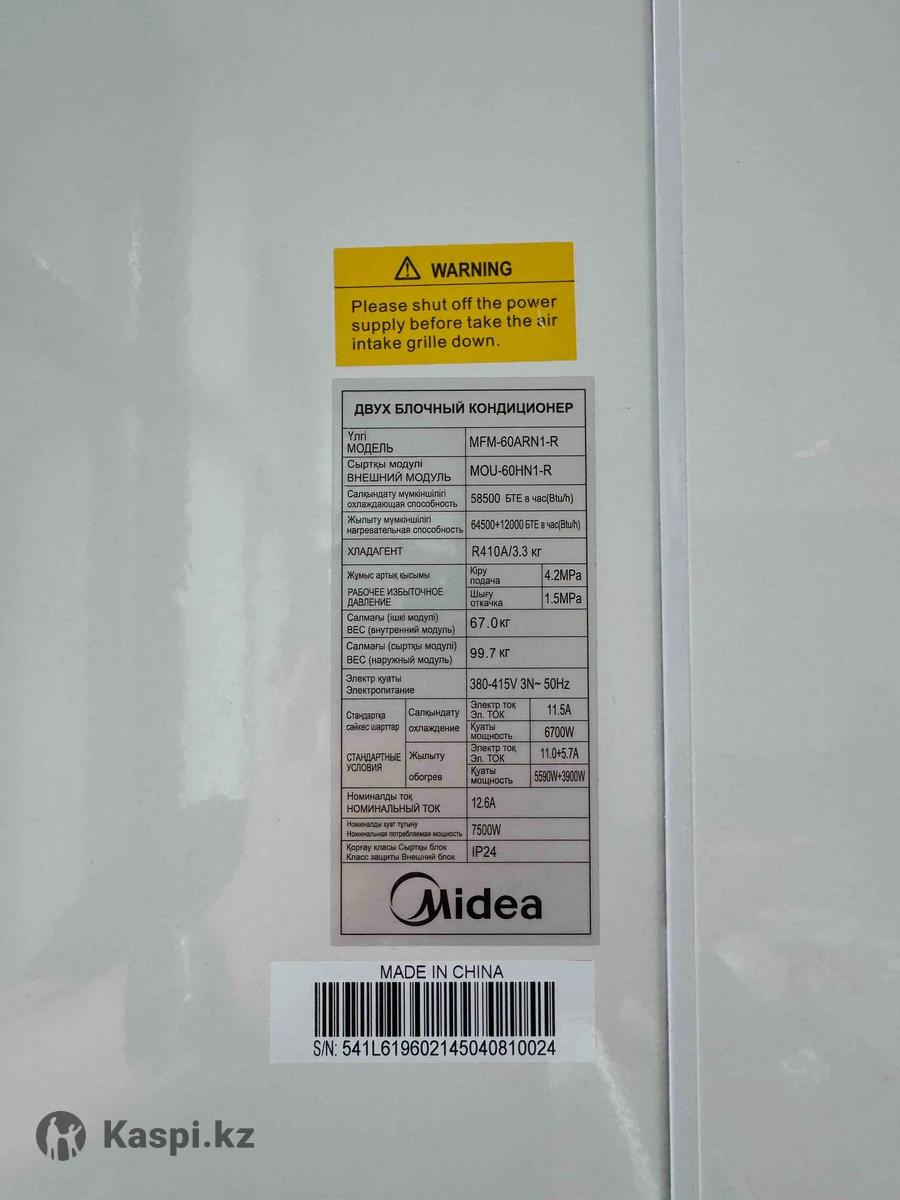 WARNING
Please shut off the power
supply before take the air
intake grille down.
ДВУХ БЛОЧНЫЙ КОНДИЦИОНЕР
Үлгі
МОДЕЛЬ
MFM-60ARN1-R
Сыртқы модулі
ВНЕШНИЙ МОДУЛЬ
MOU-60HN1-R
Салқындату мүмкіншілігі
охлаждающая способность
58500 БТЕ в час(Btu/h)
Жылыту мүмкіншілігі
нагревательная способность
64500+12000 БТЕ в час(Btu/h)
ХЛАДАГЕНТ
R410A/3.3 кг
Жұмыс артық қысымы
РАБОЧЕЕ ИЗБЫТОЧНОЕ
ДАВЛЕНИЕ
Кіру
подача
4.2MPa
Шығу
откачка
1.5MPa
Салмағы (ішкі модулі)
ВЕС (внутренний модуль)
67.0кг
Салмағы (сыртқы модулі)
ВЕС (наружный модуль)
99.7 кг
Электр қуаты
Электропитание
380-415V 3N~ 50Hz
Стандартқа
сәйкес шарттар
СТАНДАРТНЫЕ
УСЛОВИЯ
Салқындату
охлаждение
Электр тоқ
Эл. ТОК
11.5A
Қуаты
мощность
6700W
Жылыту
обогрев
Электр тоқ
Эл. ТОК
11.0+5.7A
Қуаты
мощность
5590W+3900W
Номиналды тоқ
НОМИНАЛЬНЫЙ ТОК
12.6A
Номиналды қуат тұтыну
Номинальная потребляемая мощность
7500W
Қорғау класы Сыртқы блок
Класс защиты Внешний блок
IP24
Midea
MADE IN CHINA
S/N: 541L619602145040810024
Kaspi.kz